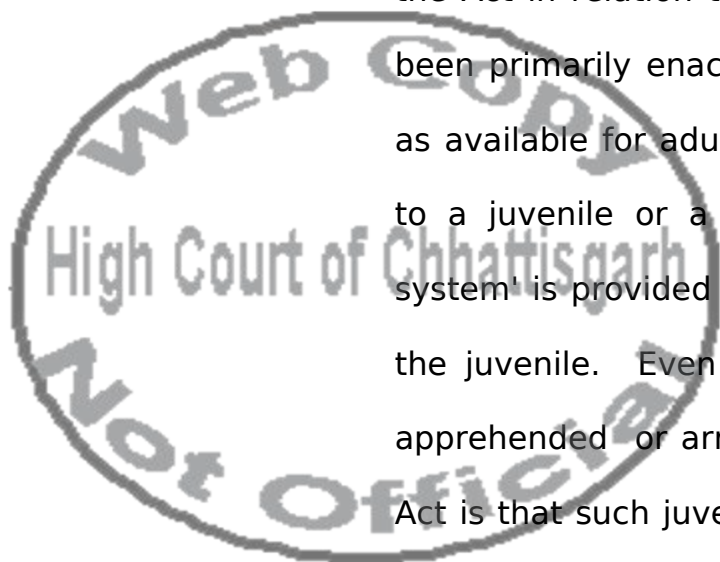 been primarily enac
as available for adu
to a juvenile or a
system' is provided
the juvenile. Even
apprehended or arr
Act is that such juve
Web Copy
High Court of Chhattisgarh
Not Official